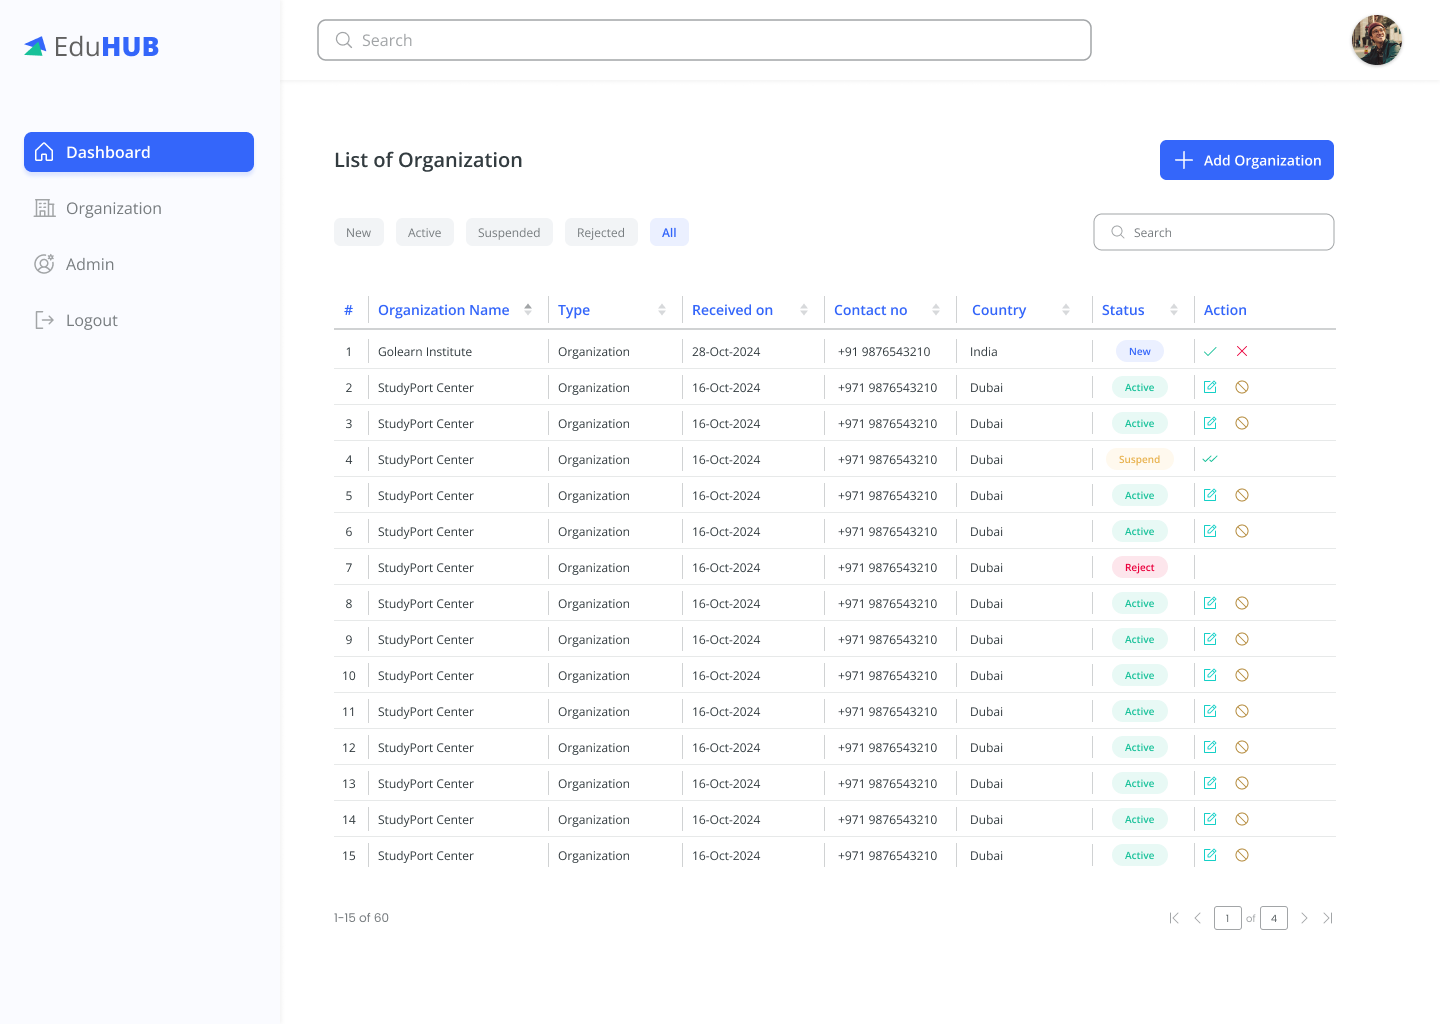 EduHUB
Search
Dashboard
Organization
Admin
Logout
List of Organization
Add Organization
New Active Suspended Rejected All
Search
# Organization Name Type Received on Contact no Country Status Action
1 Golearn Institute Organization 28-Oct-2024 +91 9876543210 India New
2 StudyPort Center Organization 16-Oct-2024 +971 9876543210 Dubai Active
3 StudyPort Center Organization 16-Oct-2024 +971 9876543210 Dubai Active
4 StudyPort Center Organization 16-Oct-2024 +971 9876543210 Dubai Suspend
5 StudyPort Center Organization 16-Oct-2024 +971 9876543210 Dubai Active
6 StudyPort Center Organization 16-Oct-2024 +971 9876543210 Dubai Active
7 StudyPort Center Organization 16-Oct-2024 +971 9876543210 Dubai Reject
8 StudyPort Center Organization 16-Oct-2024 +971 9876543210 Dubai Active
9 StudyPort Center Organization 16-Oct-2024 +971 9876543210 Dubai Active
10 StudyPort Center Organization 16-Oct-2024 +971 9876543210 Dubai Active
11 StudyPort Center Organization 16-Oct-2024 +971 9876543210 Dubai Active
12 StudyPort Center Organization 16-Oct-2024 +971 9876543210 Dubai Active
13 StudyPort Center Organization 16-Oct-2024 +971 9876543210 Dubai Active
14 StudyPort Center Organization 16-Oct-2024 +971 9876543210 Dubai Active
15 StudyPort Center Organization 16-Oct-2024 +971 9876543210 Dubai Active
1-15 of 60
1 of 4